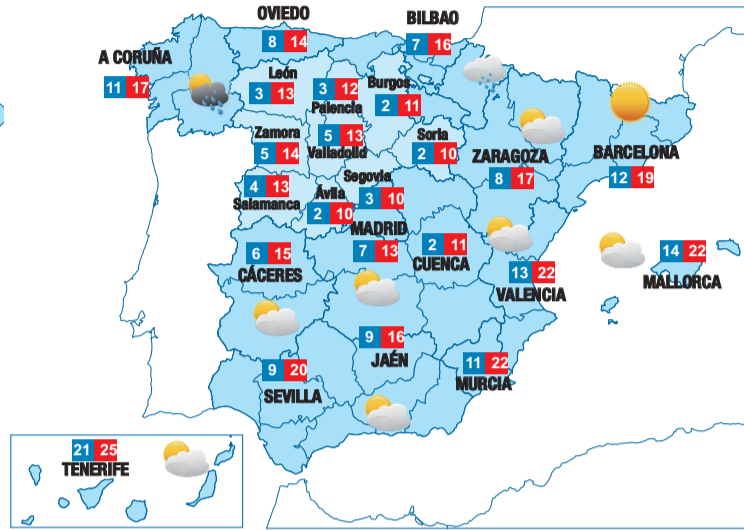 OVIEDO
8 14
BILBAO
7 16
A CORUÑA
11 17
León
3 13
3 12
Palencia
Burgos
2 11
Zamora
5 14
5 13
Valladolid
Soria
2 10
ZARAGOZA
8 17
BARCELONA
12 19
4 13
Salamanca
Ávila
2 10
Segovia
3 10
MADRID
7 13
2 11
CUENCA
6 15
CÁCERES
13 22
VALENCIA
14 22
MALLORCA
9 16
JAÉN
9 20
SEVILLA
11 22
MURCIA
21 25
TENERIFE